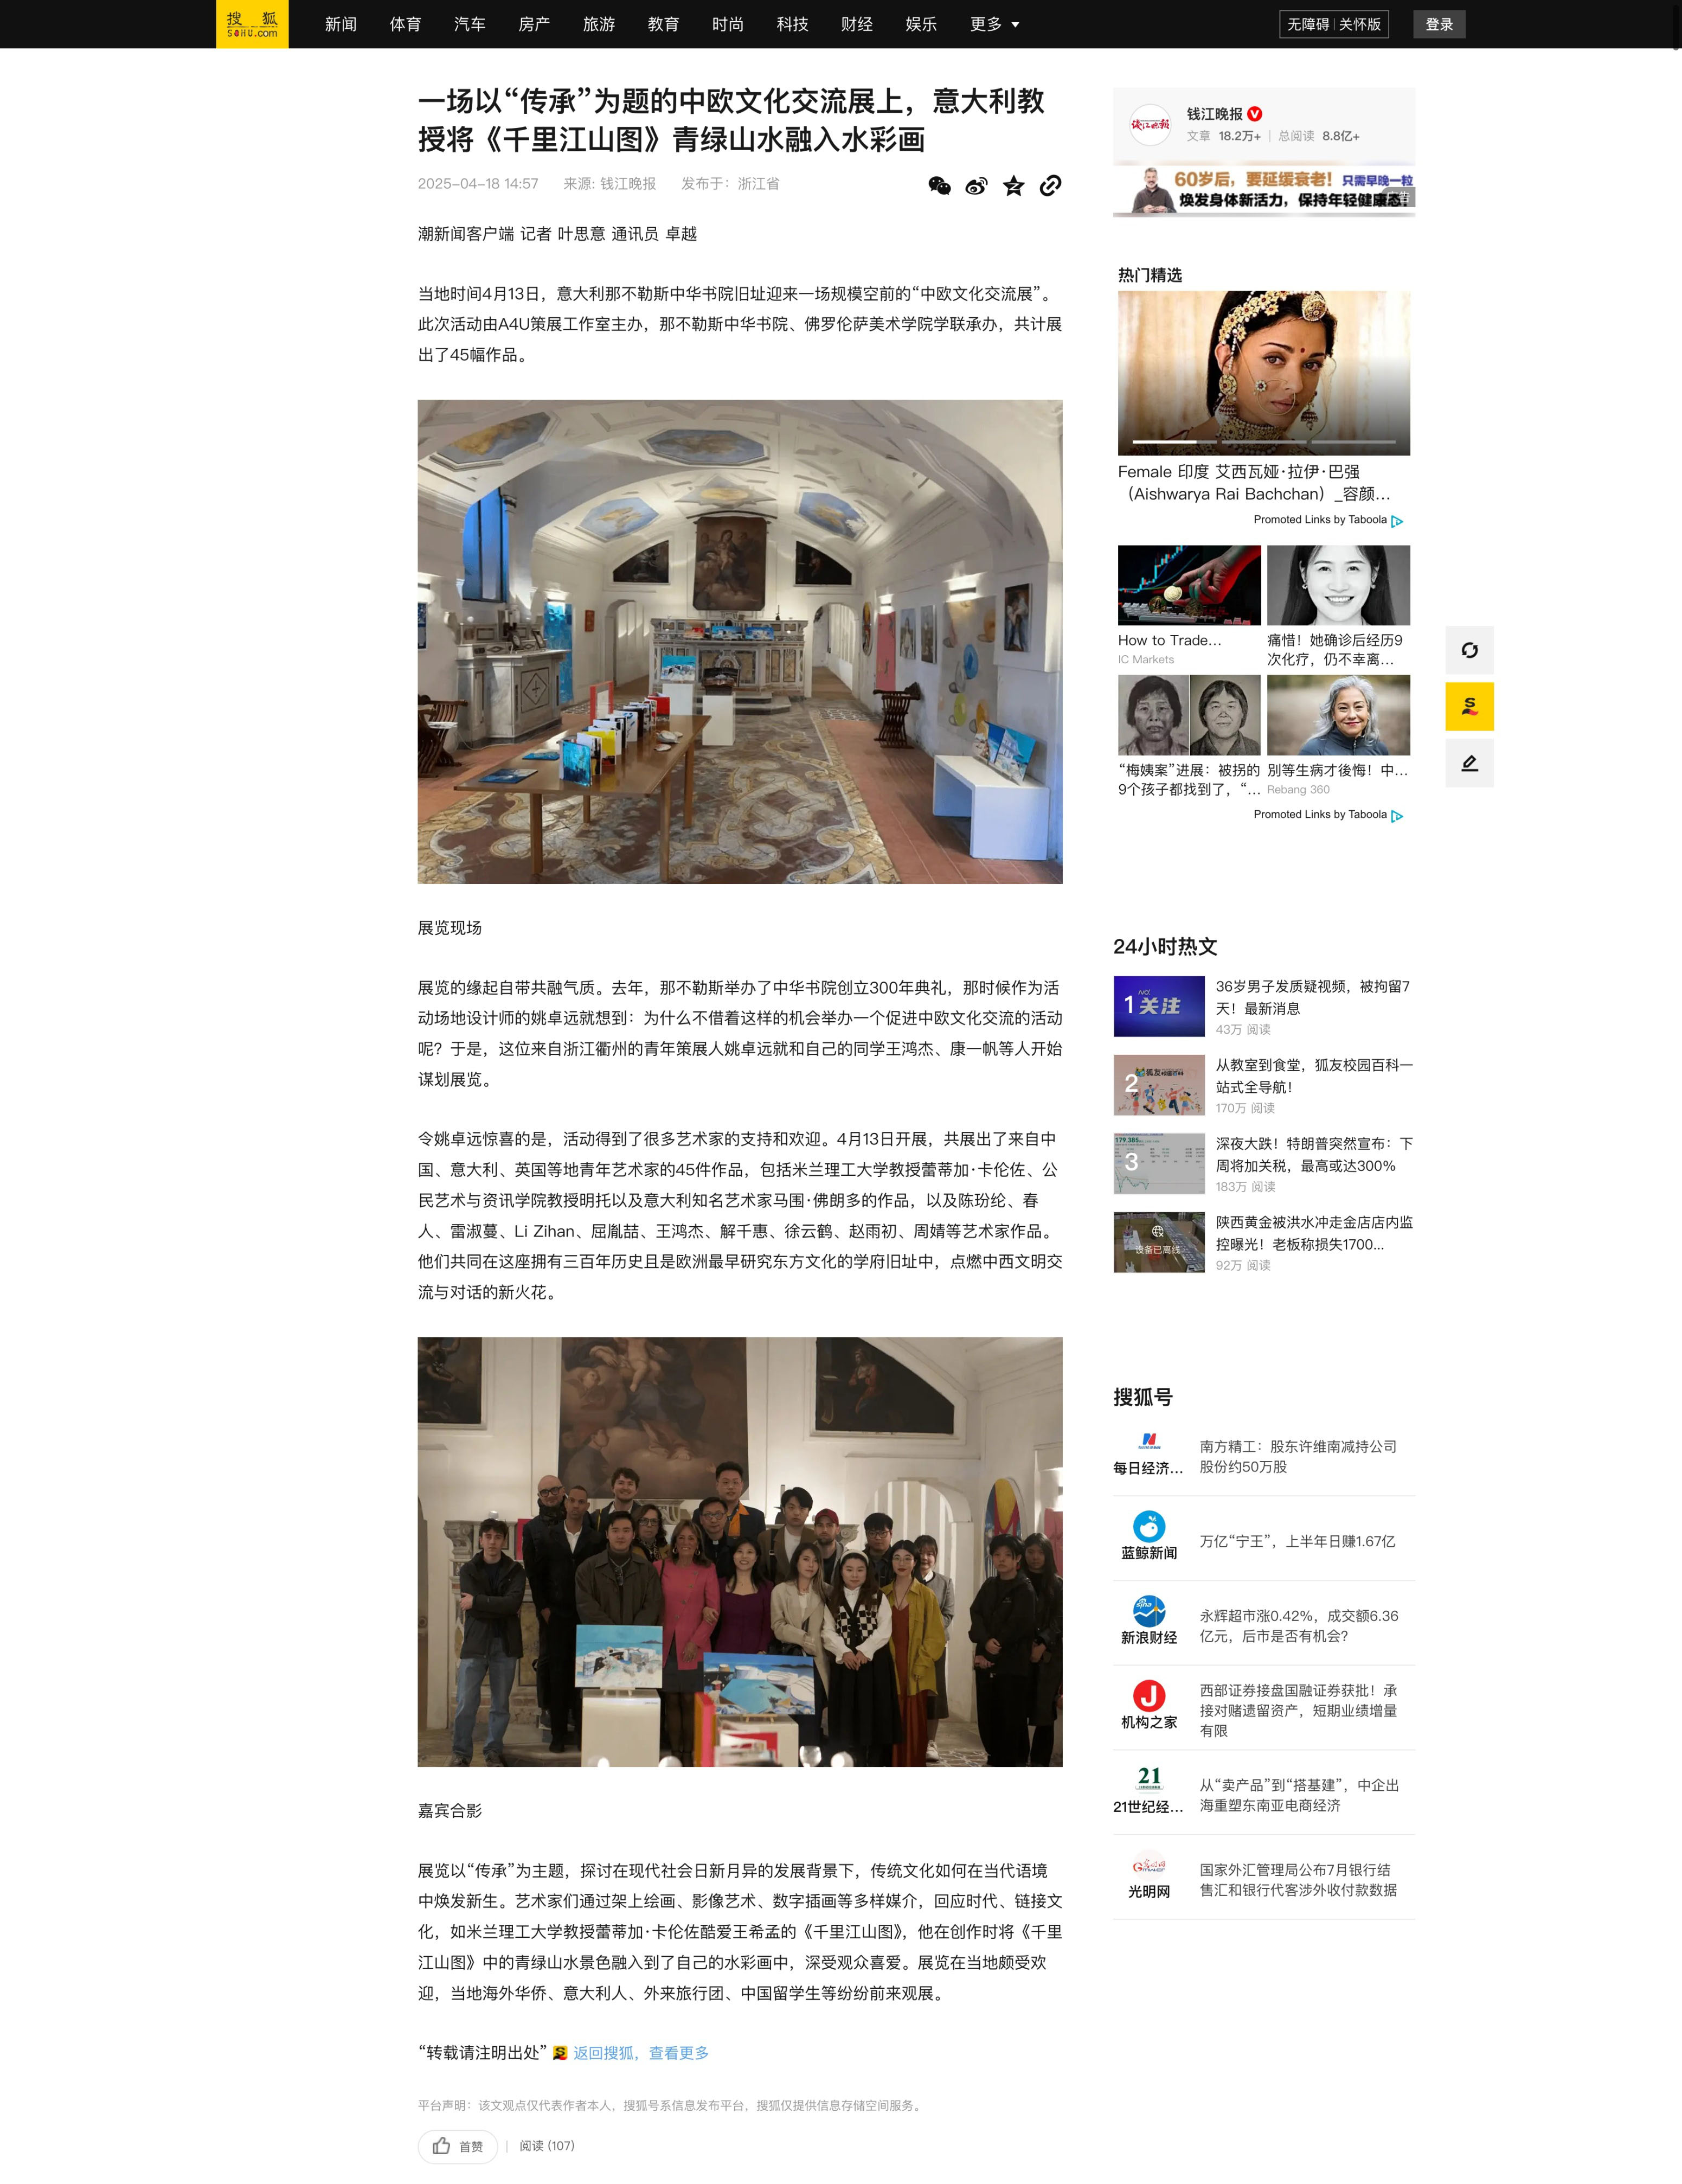 搜 狐
SOHU.com
新闻
体育
汽车
房产
旅游
教育
时尚
科技
财经
娱乐
更多
无障碍 | 关怀版
登录
一场以“传承”为题的中欧文化交流展上，意大利教
授将《千里江山图》青绿山水融入水彩画
2025-04-18 14:57
来源: 钱江晚报
发布于：浙江省
潮新闻客户端 记者 叶思意 通讯员 卓越
当地时间4月13日，意大利那不勒斯中华书院旧址迎来一场规模空前的“中欧文化交流展”。
此次活动由A4U策展工作室主办，那不勒斯中华书院、佛罗伦萨美术学院学联承办，共计展
出了45幅作品。
展览现场
展览的缘起自带共融气质。去年，那不勒斯举办了中华书院创立300年典礼，那时候作为活
动场地设计师的姚卓远就想到：为什么不借着这样的机会举办一个促进中欧文化交流的活动
呢？于是，这位来自浙江衢州的青年策展人姚卓远就和自己的同学王鸿杰、康一帆等人开始
谋划展览。
令姚卓远惊喜的是，活动得到了很多艺术家的支持和欢迎。4月13日开展，共展出了来自中
国、意大利、英国等地青年艺术家的45件作品，包括米兰理工大学教授蕾蒂加·卡伦佐、公
民艺术与资讯学院教授明托以及意大利知名艺术家马围·佛朗多的作品，以及陈玢纶、春
人、雷淑蔓、Li Zihan、屈胤喆、王鸿杰、解千惠、徐云鹤、赵雨初、周婧等艺术家作品。
他们共同在这座拥有三百年历史且是欧洲最早研究东方文化的学府旧址中，点燃中西文明交
流与对话的新火花。
嘉宾合影
展览以“传承”为主题，探讨在现代社会日新月异的发展背景下，传统文化如何在当代语境
中焕发新生。艺术家们通过架上绘画、影像艺术、数字插画等多样媒介，回应时代、链接文
化，如米兰理工大学教授蕾蒂加·卡伦佐酷爱王希孟的《千里江山图》，他在创作时将《千里
江山图》中的青绿山水景色融入到了自己的水彩画中，深受观众喜爱。展览在当地颇受欢
迎，当地海外华侨、意大利人、外来旅行团、中国留学生等纷纷前来观展。
“转载请注明出处” 返回搜狐，查看更多
平台声明：该文观点仅代表作者本人，搜狐号系信息发布平台，搜狐仅提供信息存储空间服务。
首赞
阅读 (107)
钱江晚报
钱江晚报
文章 18.2万+ | 总阅读 8.8亿+
60岁后，要延缓衰老！只需早晚一粒
焕发身体新活力，保持年轻健康态！
热门精选
Female 印度 艾西瓦娅·拉伊·巴强
（Aishwarya Rai Bachchan）_容颜...
Promoted Links by Taboola
How to Trade...
IC Markets
痛惜！她确诊后经历9
次化疗，仍不幸离...
“梅姨案”进展：被拐的
9个孩子都找到了，“...
別等生病才後悔！中...
Rebang 360
Promoted Links by Taboola
24小时热文
1
关注
36岁男子发质疑视频，被拘留7
天！最新消息
43万 阅读
2
狐友校园百科
从教室到食堂，狐友校园百科一
站式全导航！
170万 阅读
179.385
3
深夜大跌！特朗普突然宣布：下
周将加关税，最高或达300%
183万 阅读
设备已离线
陕西黄金被洪水冲走金店店内监
控曝光！老板称损失1700...
92万 阅读
搜狐号
每日经济...
南方精工：股东许维南减持公司
股份约50万股
蓝鲸新闻
万亿“宁王”，上半年日赚1.67亿
sina
新浪财经
永辉超市涨0.42%，成交额6.36
亿元，后市是否有机会？
J
机构之家
西部证券接盘国融证券获批！承
接对赌遗留资产，短期业绩增量
有限
21
21世纪经...
从“卖产品”到“搭基建”，中企出
海重塑东南亚电商经济
光明网
光明网
国家外汇管理局公布7月银行结
售汇和银行代客涉外收付款数据